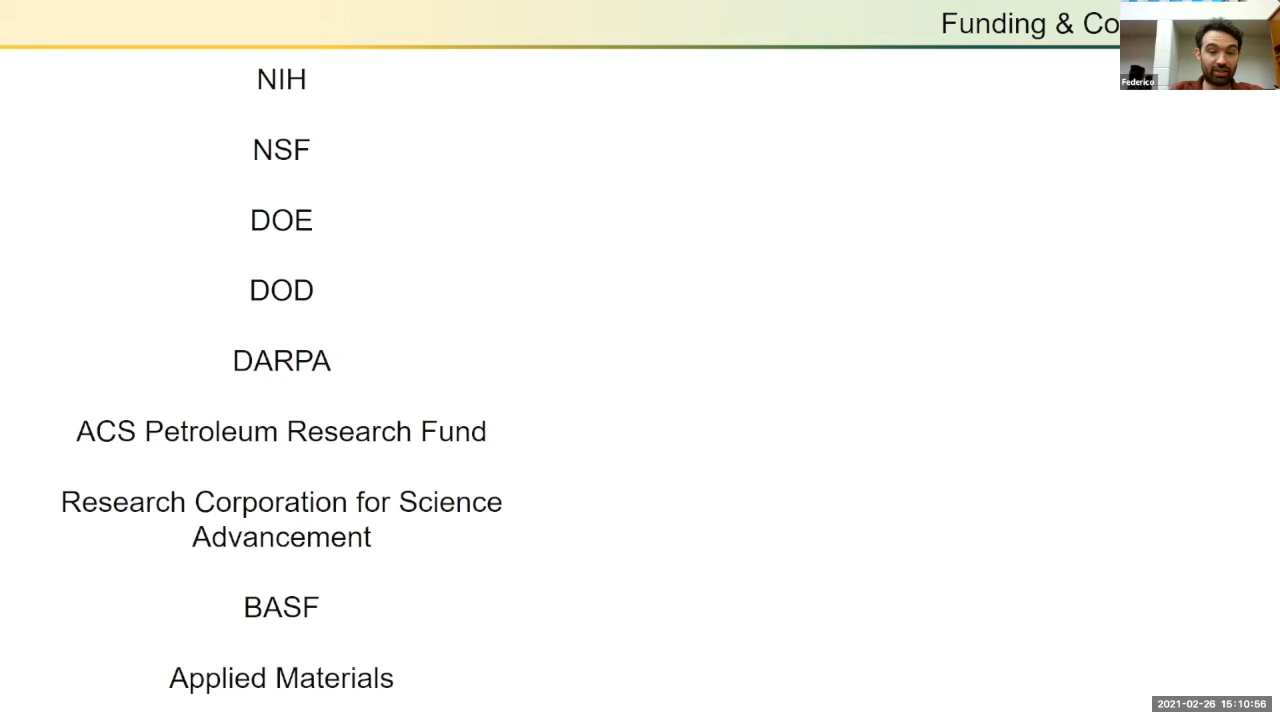 Funding & Co
Federico
NIH
NSF
DOE
DOD
DARPA
ACS Petroleum Research Fund
Research Corporation for Science
Advancement
BASF
Applied Materials
2021-02-26 15:10:56